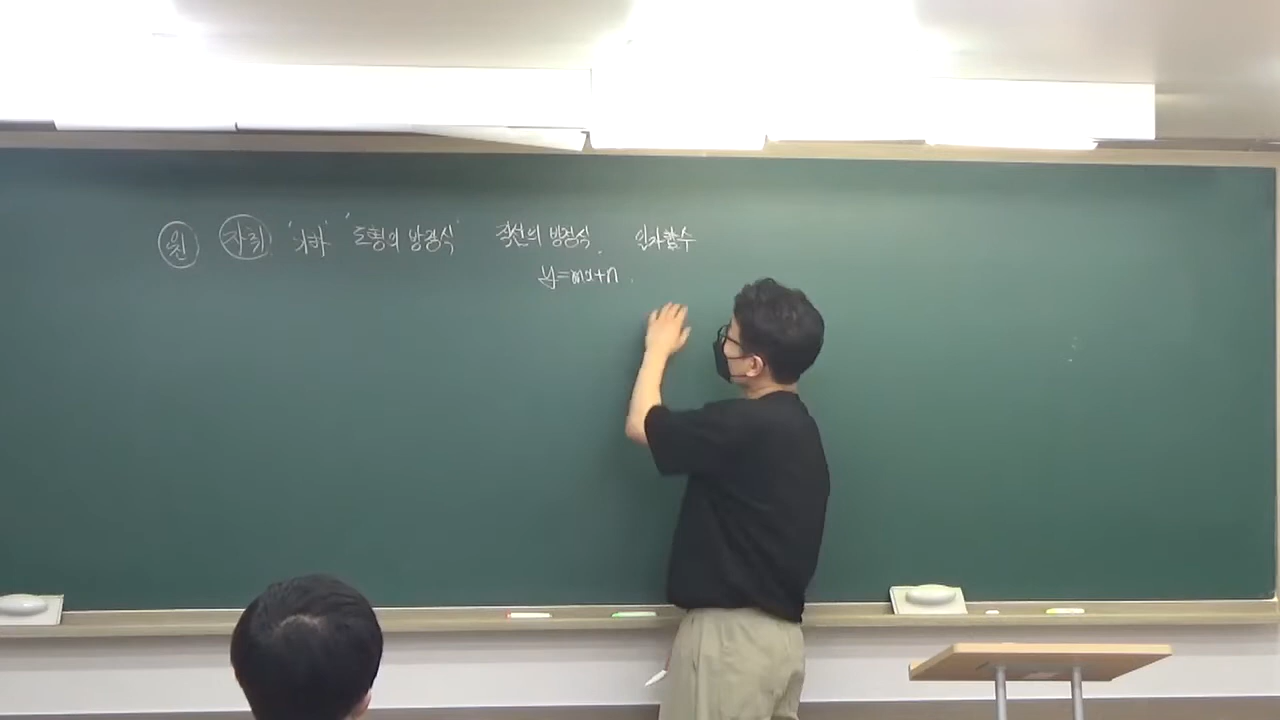 원 자취 '기하' '도형의 방정식' 직선의 방정식. 일차함수
y=mx+n.